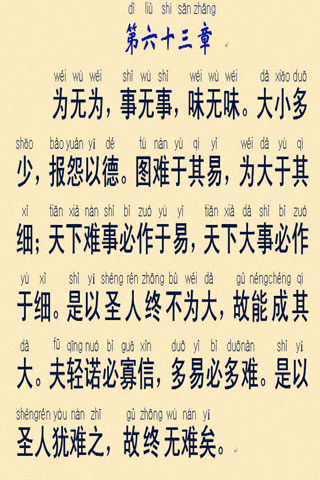 dì liù shí sān zhāng
第六十三章
wéi wú wéi shì wú shì wèi wú wèi dà xiǎo duō
为无为，事无事，味无味。大小多
shǎo bào yuàn yǐ dé tú nán yú qí yì wéi dà yú qí
少，报怨以德。图难于其易，为大于其
xì tiān xià nán shì bì zuò yú yì tiān xià dà shì bì zuò
细；天下难事必作于易，天下大事必作
yú xì shì yǐ shèng rén zhōng bù wéi dà gù néng chéng qí
于细。是以圣人终不为大，故能成其
dà fū qīng nuò bì guǎ xìn duō yì bì duō nán shì yǐ
大。夫轻诺必寡信，多易必多难。是以
shèng rén yóu nán zhī gù zhōng wú nán yǐ
圣人犹难之，故终无难矣。